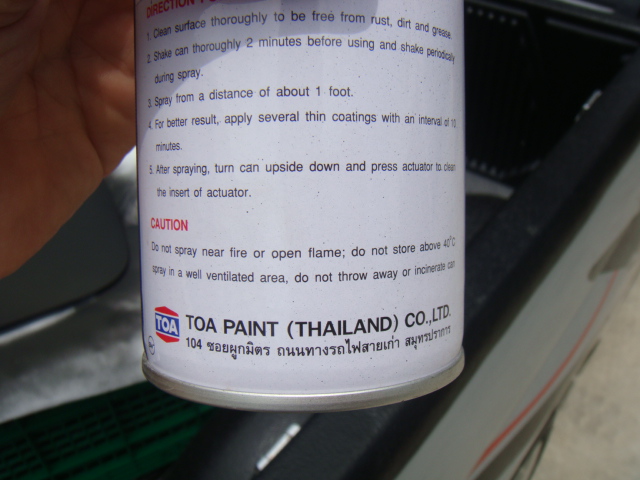 DIRECTION FO
1. Clean surface thoroughly to be free from rust, dirt and grease.
2. Shake can thoroughly 2 minutes before using and shake periodically
during spray.
3. Spray from a distance of about 1 foot.
4. For better result, apply several thin coatings with an interval of 10
minutes.
5. After spraying, turn can upside down and press actuator to clean
the insert of actuator.
CAUTION
Do not spray near fire or open flame; do not store above 40°C
spray in a well ventilated area, do not throw away or incinerate can
TOA TOA PAINT (THAILAND) CO.,LTD.
104 ซอยผูกมิตร ถนนทางรถไฟสายเก่า สมุทรปราการ